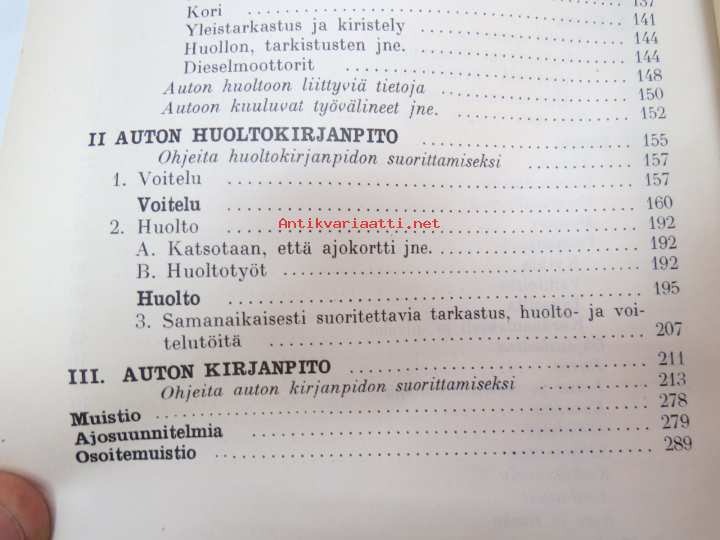 Kori ..... 137
Yleistarkastus ja kiristely ..... 141
Huollon, tarkistusten jne. ..... 144
Dieselmoottorit ..... 144
Auton huoltoon liittyviä tietoja ..... 148
Autoon kuuluvat työvälineet jne. ..... 150
152
II AUTON HUOLTOKIRJANPITO ..... 155
Ohjeita huoltokirjanpidon suorittamiseksi ..... 157
1. Voitelu ..... 157
Voitelu ..... 160
2. Huolto ..... 192
Antikvariaatti.net
A. Katsotaan, että ajokortti jne. ..... 192
B. Huoltotyöt ..... 192
Huolto ..... 195
3. Samanaikaisesti suoritettavia tarkastus, huolto- ja voi-
telutöitä ..... 207
III. AUTON KIRJANPITO ..... 211
Ohjeita auton kirjanpidon suorittamiseksi ..... 213
Muistio ..... 278
Ajosuunnitelmia ..... 279
Osoitemuistio ..... 289